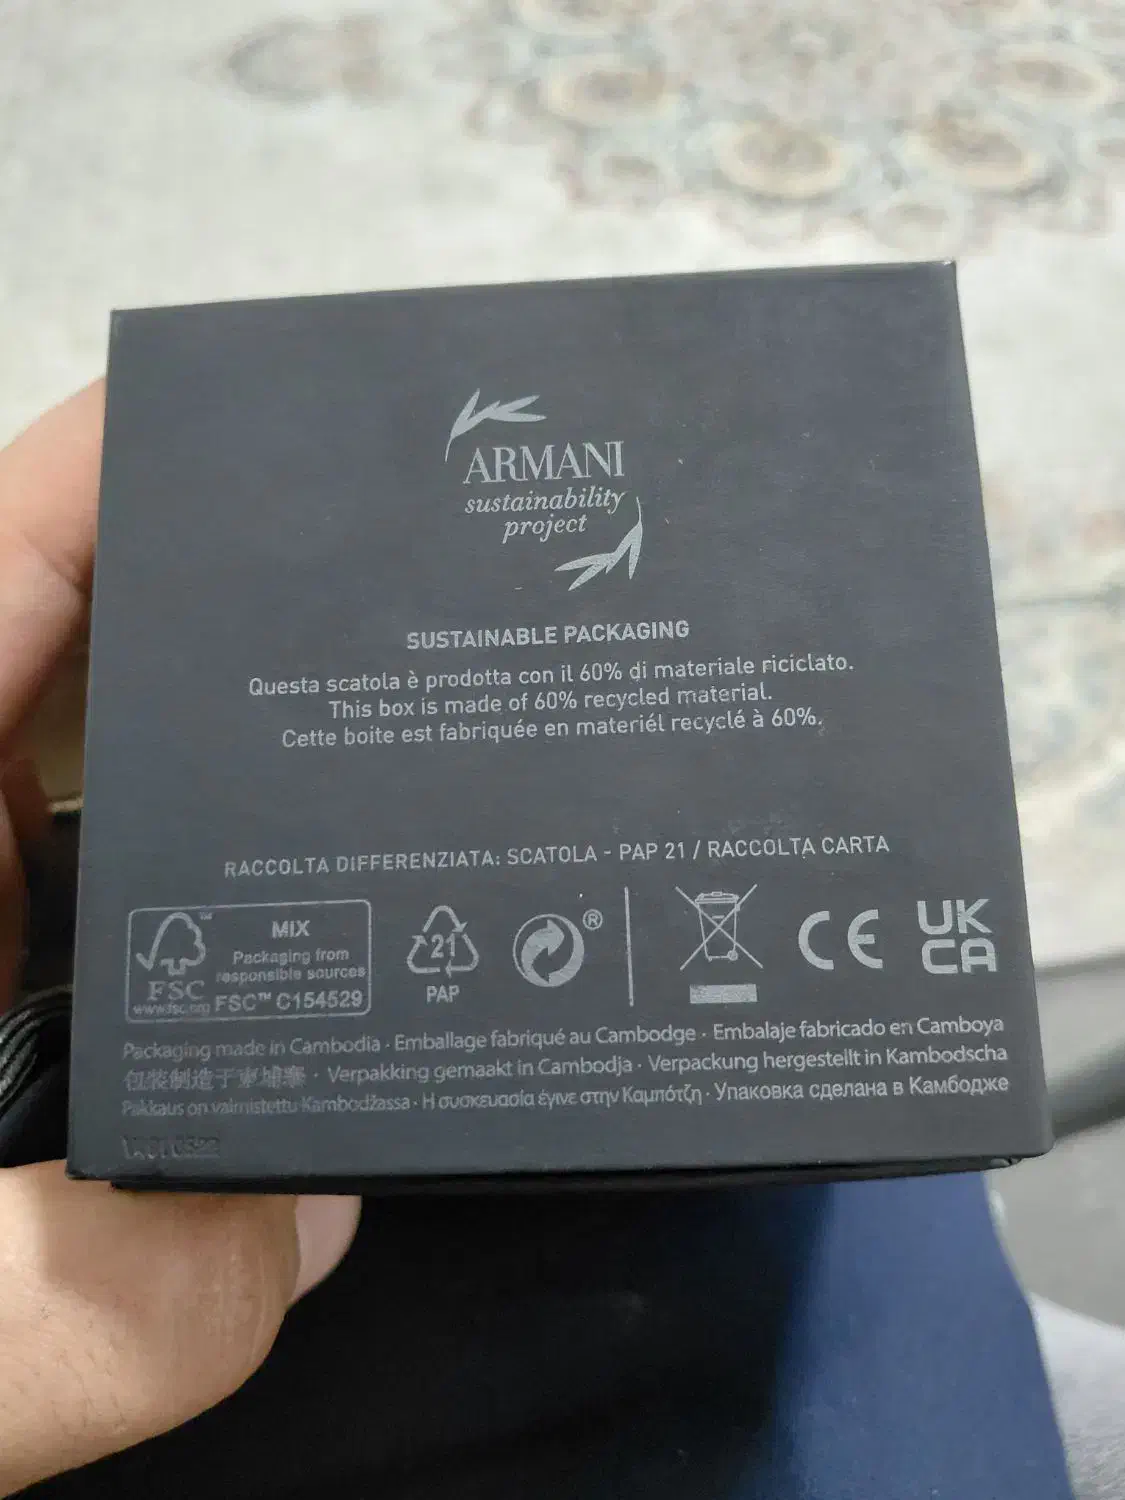 ARMANI
sustainability
project
SUSTAINABLE PACKAGING
Questa scatola è prodotta con il 60% di materiale riciclato.
This box is made of 60% recycled material.
Cette boite est fabriquée en materiél recyclé à 60%.
RACCOLTA DIFFERENZIATA: SCATOLA - PAP 21 / RACCOLTA CARTA
FSC
www.fsc.org
MIX
Packaging from
responsible sources
FSC™ C154529
21
PAP
®
CE
UK
CA
Packaging made in Cambodia · Emballage fabriqué au Cambodge · Embalaje fabricado en Camboya
包装制造于柬埔寨 · Verpakking gemaakt in Cambodja · Verpackung hergestellt in Kambodscha
Pakkaus on valmistettu Kambodžassa · Η συσκευασία έγινε στην Καμπότζη · Упаковка сделана в Камбодже